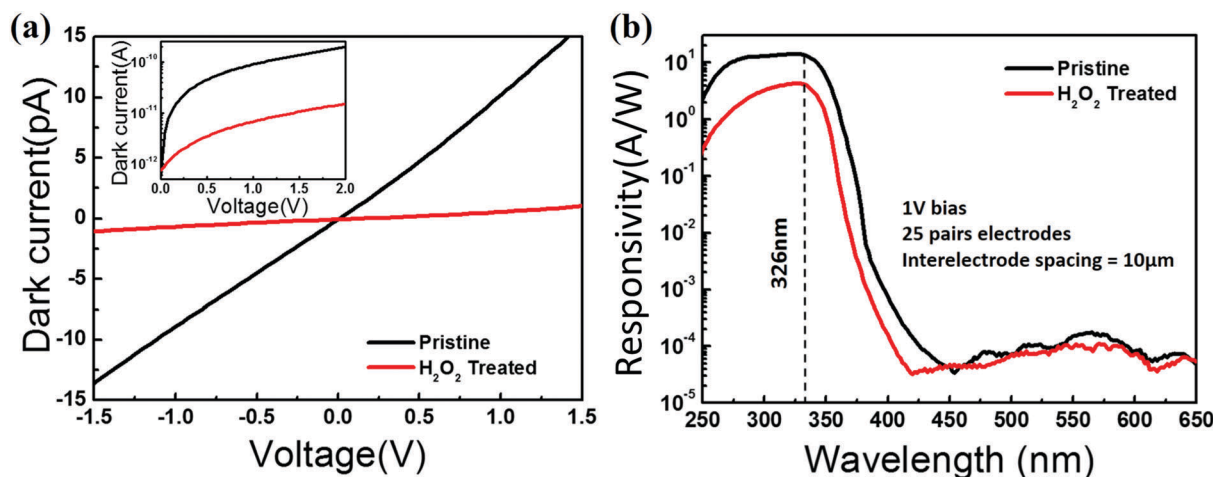 (a)
Dark current(pA)
15
10
5
0
-5
-10
-15
-1.5 -1.0 -0.5 0.0 0.5 1.0 1.5
Voltage(V)
Dark current(A)
10⁻¹⁰
10⁻¹¹
10⁻¹²
0.0 0.5 1.0 1.5 2.0
Voltage(V)
Pristine
H₂O₂ Treated
(b)
Responsivity(A/W)
10¹
10⁰
10⁻¹
10⁻²
10⁻³
10⁻⁴
10⁻⁵
250 300 350 400 450 500 550 600 650
Wavelength (nm)
Pristine
H₂O₂ Treated
326nm
1V bias
25 pairs electrodes
Interelectrode spacing = 10μm